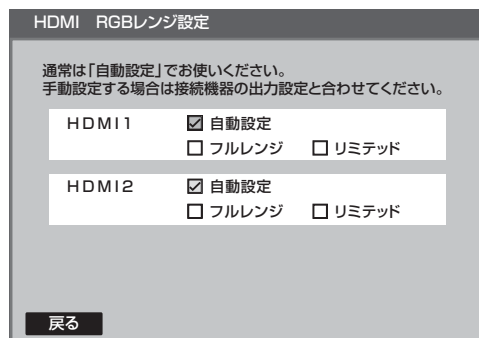 HDMI RGBレンジ設定
通常は「自動設定」でお使いください。
手動設定する場合は接続機器の出力設定と合わせてください。
HDMI1 自動設定
フルレンジ リミテッド
HDMI2 自動設定
フルレンジ リミテッド
戻る